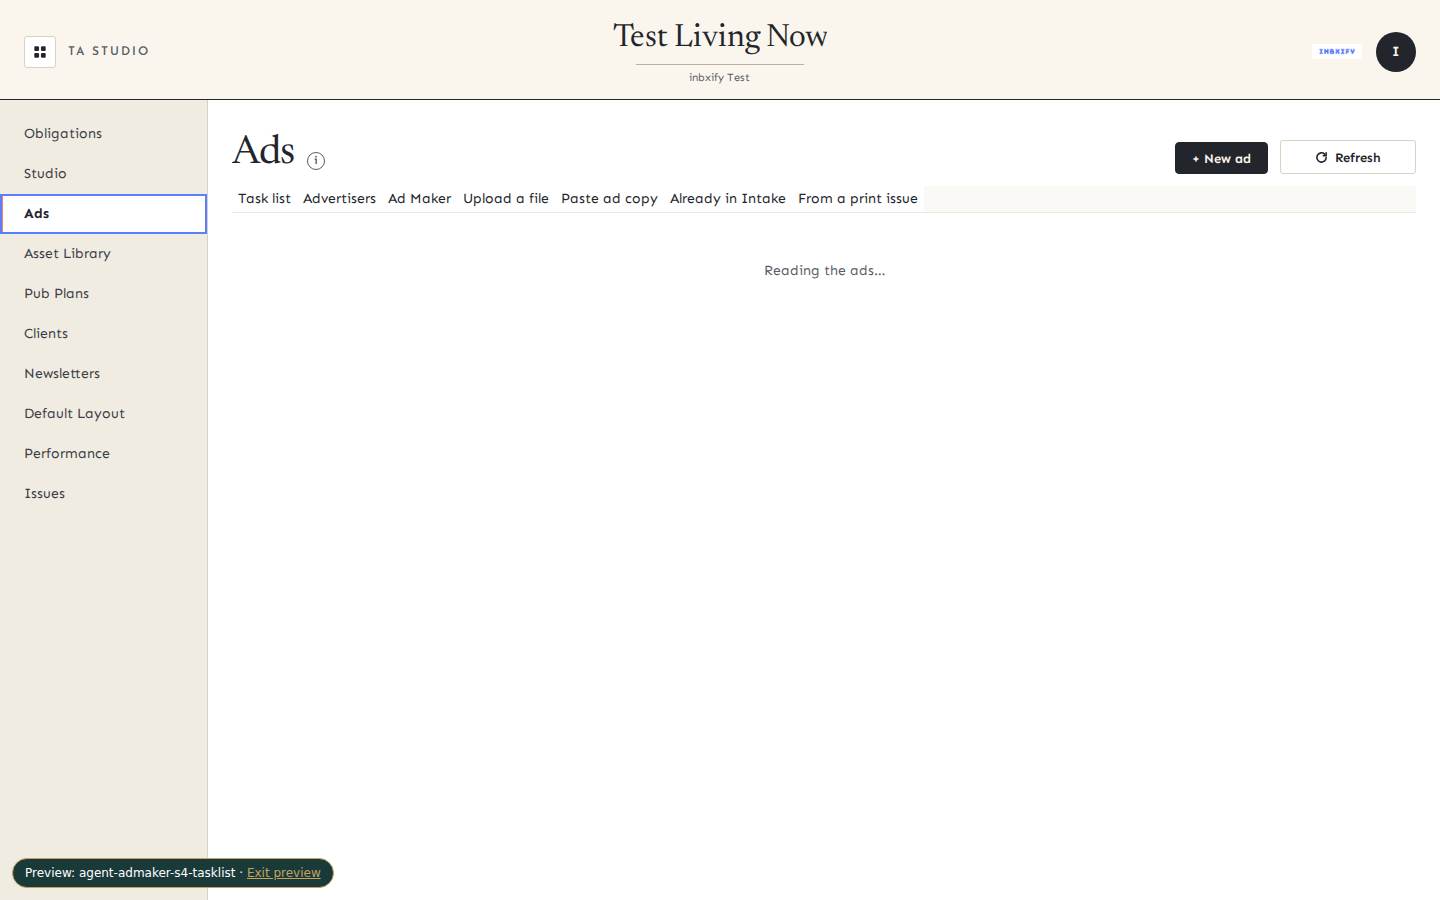 TA STUDIO
Test Living Now
inbxify Test
INBXIFY
I
Obligations
Studio
Ads
Asset Library
Pub Plans
Clients
Newsletters
Default Layout
Performance
Issues
Ads
i
+ New ad
Refresh
Task list Advertisers Ad Maker Upload a file Paste ad copy Already in Intake From a print issue
Reading the ads...
Preview: agent-admaker-s4-tasklist · Exit preview